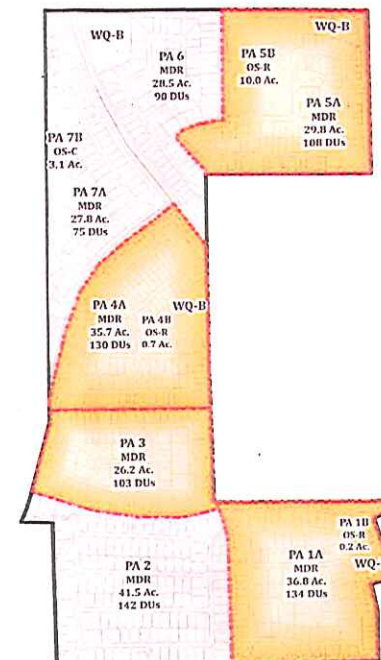 WQ-B
PA 6
MDR
28.5 Ac.
90 DUs
WQ-B
PA 5B
OS-R
10.0 Ac.
PA 5A
MDR
29.8 Ac.
108 DUs
PA 7B
OS-C
3.1 Ac.
PA 7A
MDR
27.8 Ac.
75 DUs
WQ-B
PA 4A
MDR
35.7 Ac.
130 DUs
PA 4B
OS-R
0.7 Ac.
PA 3
MDR
26.2 Ac.
103 DUs
PA 1B
OS-R
0.2 Ac.
WQ-
PA 1A
MDR
36.8 Ac.
134 DUs
PA 2
MDR
41.5 Ac.
142 DUs